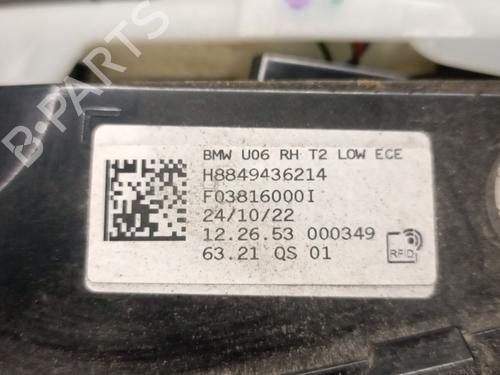 BMW U06 RH T2 LOW ECE
H8849436214
F03816000I
24/10/22
12.26.53 000349
63.21 QS 01
RFID
B-PARTS